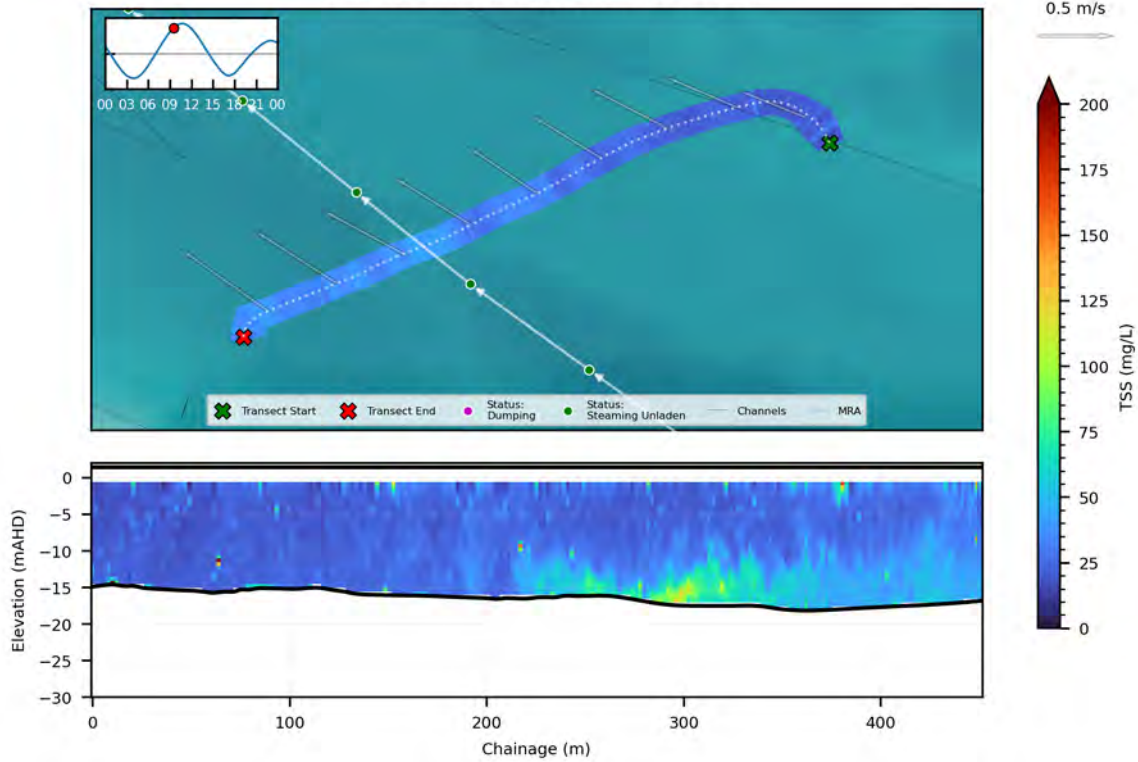 0.5 m/s
00 03 06 09 12 15 18 21 00
Transect Start
Transect End
Status:
Dumping
Status:
Steaming Unladen
Channels
MRA
200
175
150
125
100
75
50
25
0
TSS (mg/L)
0
−5
−10
−15
−20
−25
−30
Elevation (mAHD)
0 100 200 300 400
Chainage (m)